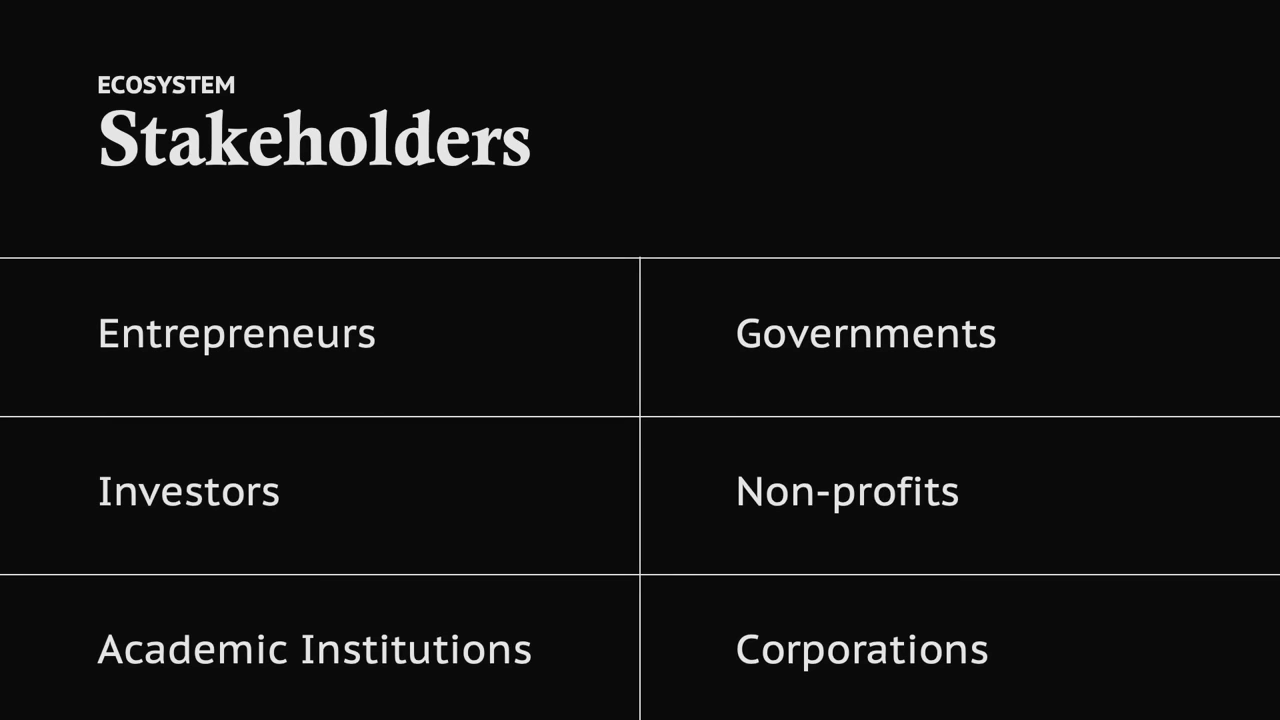 ECOSYSTEM
Stakeholders
Entrepreneurs
Governments
Investors
Non-profits
Academic Institutions
Corporations